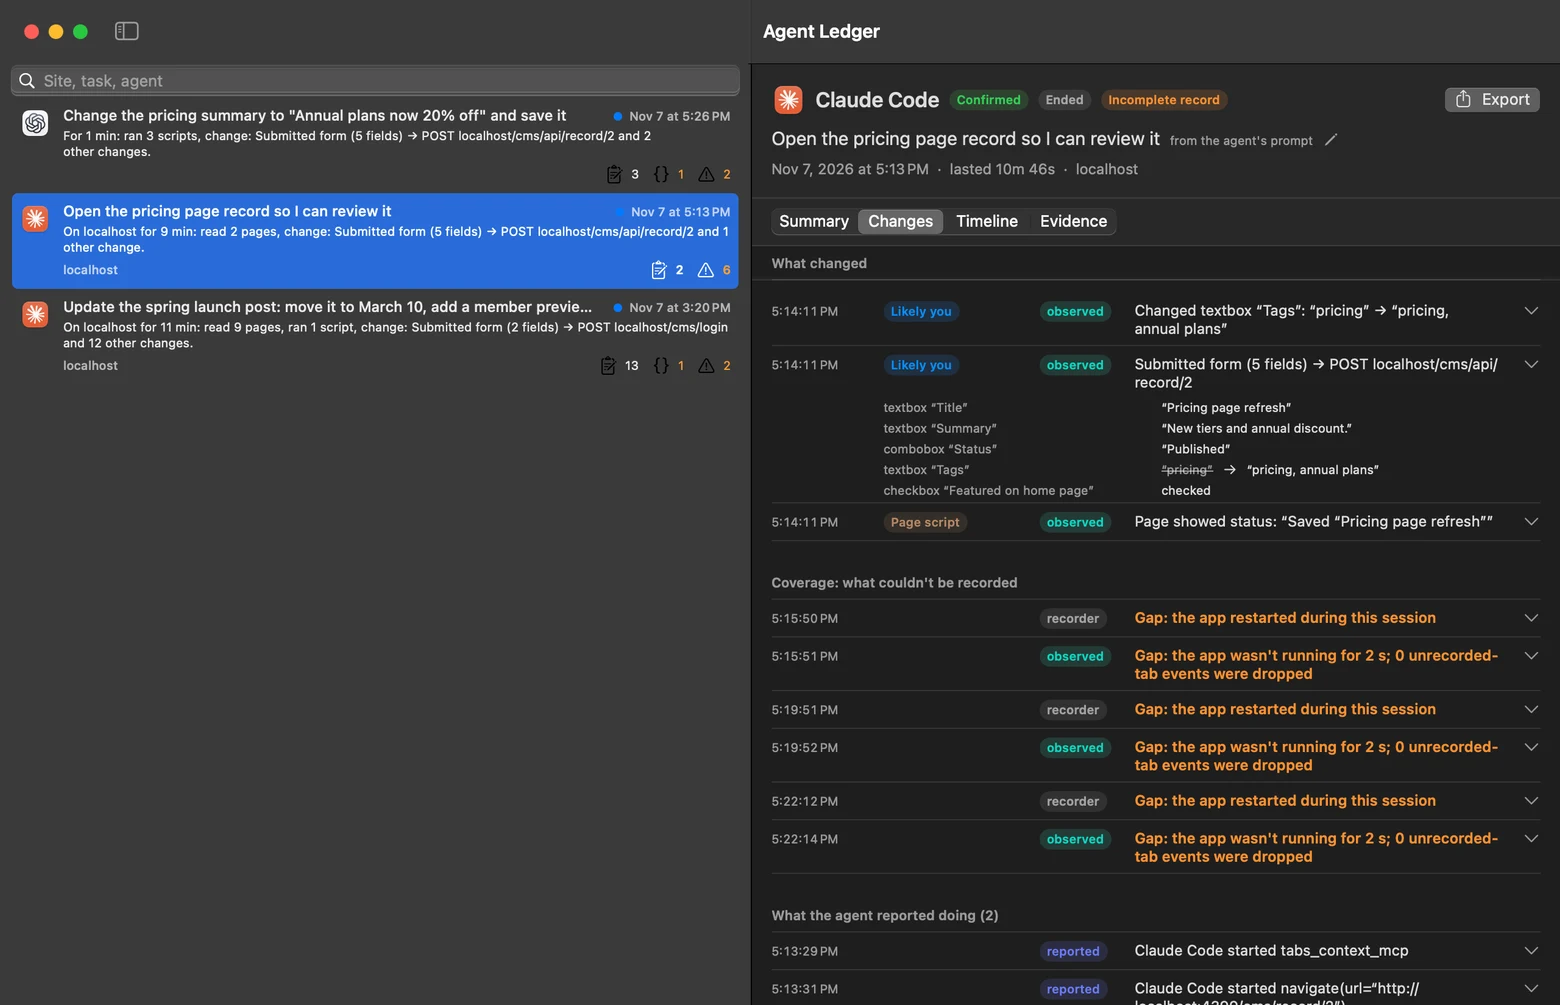 Agent Ledger
Site, task, agent
Change the pricing summary to "Annual plans now 20% off" and save it
Nov 7 at 5:26 PM
For 1 min: ran 3 scripts, change: Submitted form (5 fields) → POST localhost/cms/api/record/2 and 2
other changes.
3 {} 1 2
Open the pricing page record so I can review it
Nov 7 at 5:13 PM
On localhost for 9 min: read 2 pages, change: Submitted form (5 fields) → POST localhost/cms/api/record/2 and 1
other change.
localhost
2 6
Update the spring launch post: move it to March 10, add a member previe...
Nov 7 at 3:20 PM
On localhost for 11 min: read 9 pages, ran 1 script, change: Submitted form (2 fields) → POST localhost/cms/login
and 12 other changes.
localhost
13 {} 1 2
Claude Code Confirmed Ended Incomplete record
Export
Open the pricing page record so I can review it from the agent's prompt
Nov 7, 2026 at 5:13 PM · lasted 10m 46s · localhost
Summary Changes Timeline Evidence
What changed
5:14:11 PM Likely you observed Changed textbox “Tags”: “pricing” → “pricing,
annual plans”
5:14:11 PM Likely you observed Submitted form (5 fields) → POST localhost/cms/api/
record/2
textbox “Title” “Pricing page refresh”
textbox “Summary” “New tiers and annual discount.”
combobox “Status” “Published”
textbox “Tags” “pricing” → “pricing, annual plans”
checkbox “Featured on home page” checked
5:14:11 PM Page script observed Page showed status: “Saved “Pricing page refresh””
Coverage: what couldn't be recorded
5:15:50 PM recorder Gap: the app restarted during this session
5:15:51 PM observed Gap: the app wasn't running for 2 s; 0 unrecorded-
tab events were dropped
5:19:51 PM recorder Gap: the app restarted during this session
5:19:52 PM observed Gap: the app wasn't running for 2 s; 0 unrecorded-
tab events were dropped
5:22:12 PM recorder Gap: the app restarted during this session
5:22:14 PM observed Gap: the app wasn't running for 2 s; 0 unrecorded-
tab events were dropped
What the agent reported doing (2)
5:13:29 PM reported Claude Code started tabs_context_mcp
5:13:31 PM reported Claude Code started navigate(url=“http://